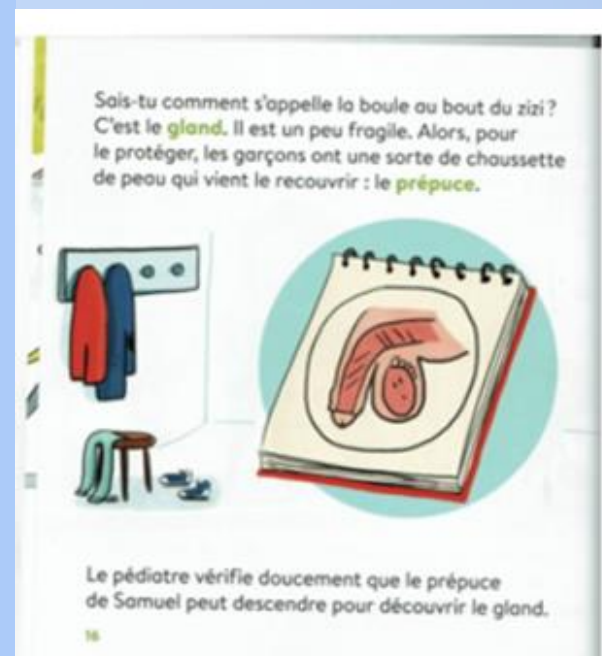 Sais-tu comment s'appelle la boule au bout du zizi ?
C'est le gland. Il est un peu fragile. Alors, pour
le protéger, les garçons ont une sorte de chaussette
de peau qui vient le recouvrir : le prépuce.
Le pédiatre vérifie doucement que le prépuce
de Samuel peut descendre pour découvrir le gland.
16